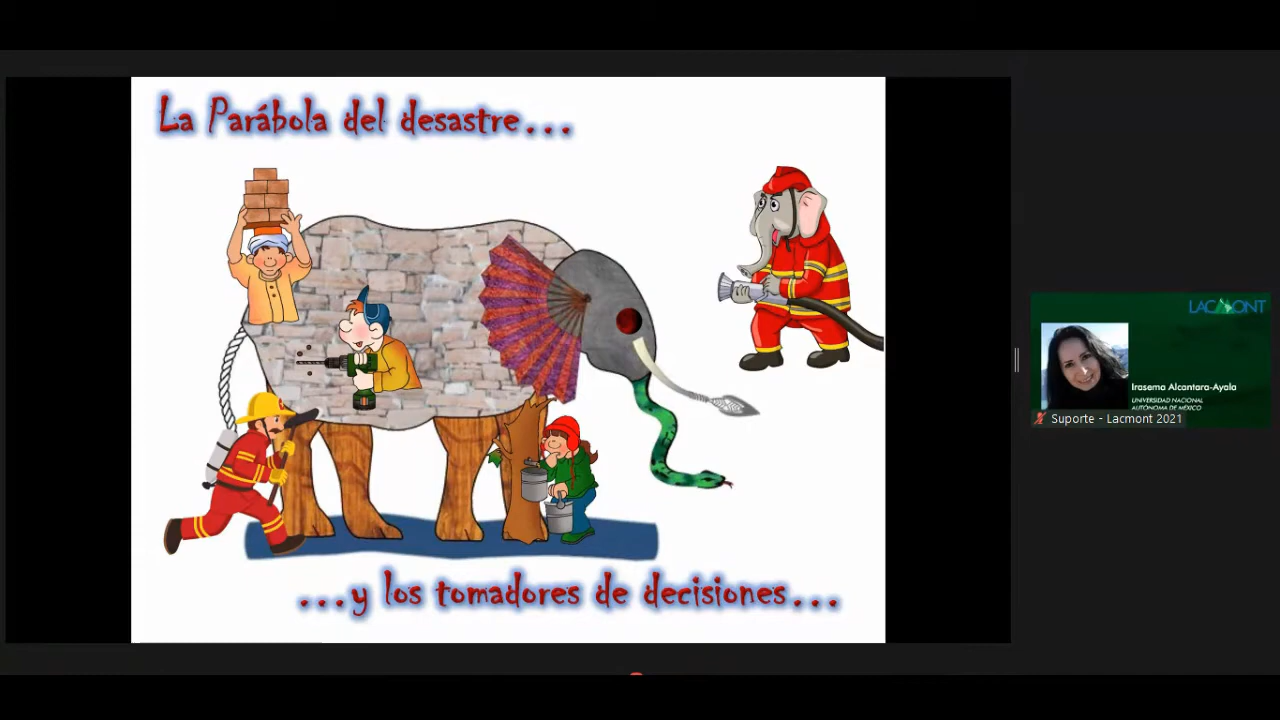 La Parábola del desastre...
...y los tomadores de decisiones...
LACMONT
Irasema Alcantara-Ayala
UNIVERSIDAD NACIONAL
AUTÓNOMA DE MÉXICO
Suporte - Lacmont 2021